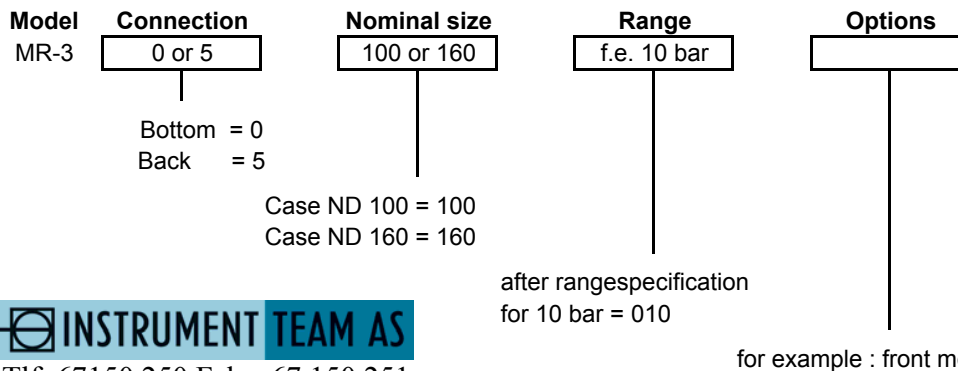 Model Connection Nominal size Range Options
MR-3 0 or 5 100 or 160 f.e. 10 bar
Bottom = 0
Back = 5
Case ND 100 = 100
Case ND 160 = 160
after rangespecification
for 10 bar = 010
INSTRUMENT TEAM AS
for example : front